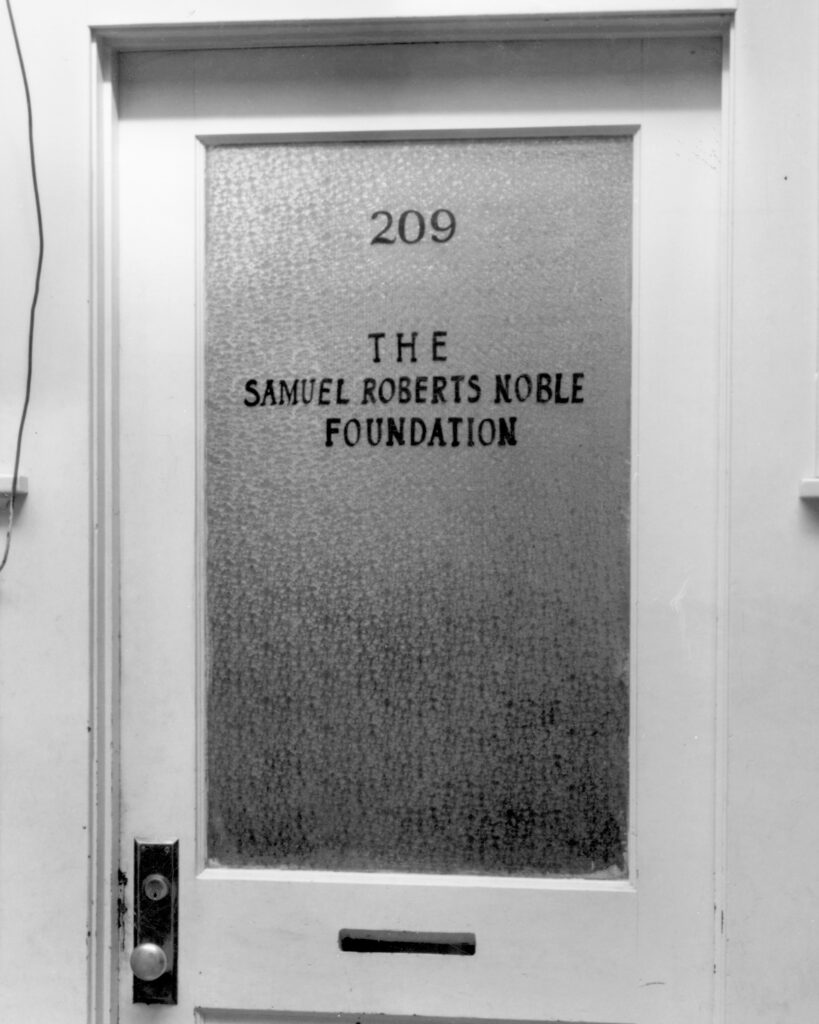 209
THE
SAMUEL ROBERTS NOBLE
FOUNDATION